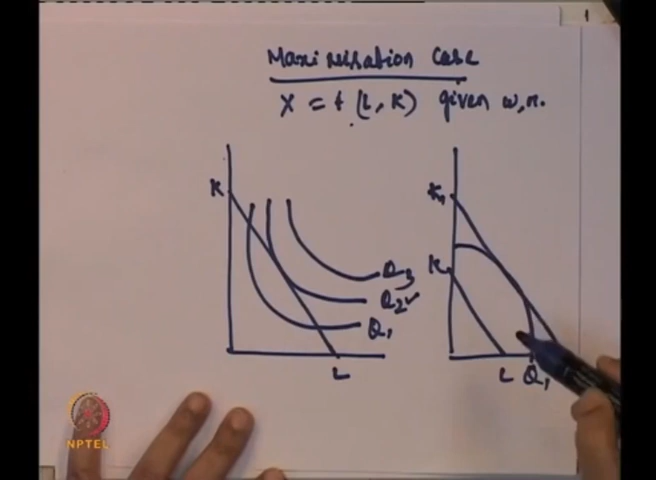 Maximisation Case
X = f (L, K) given w, r.
K
Q3
Q2
Q1
L
K1
K
L Q1
NPTEL